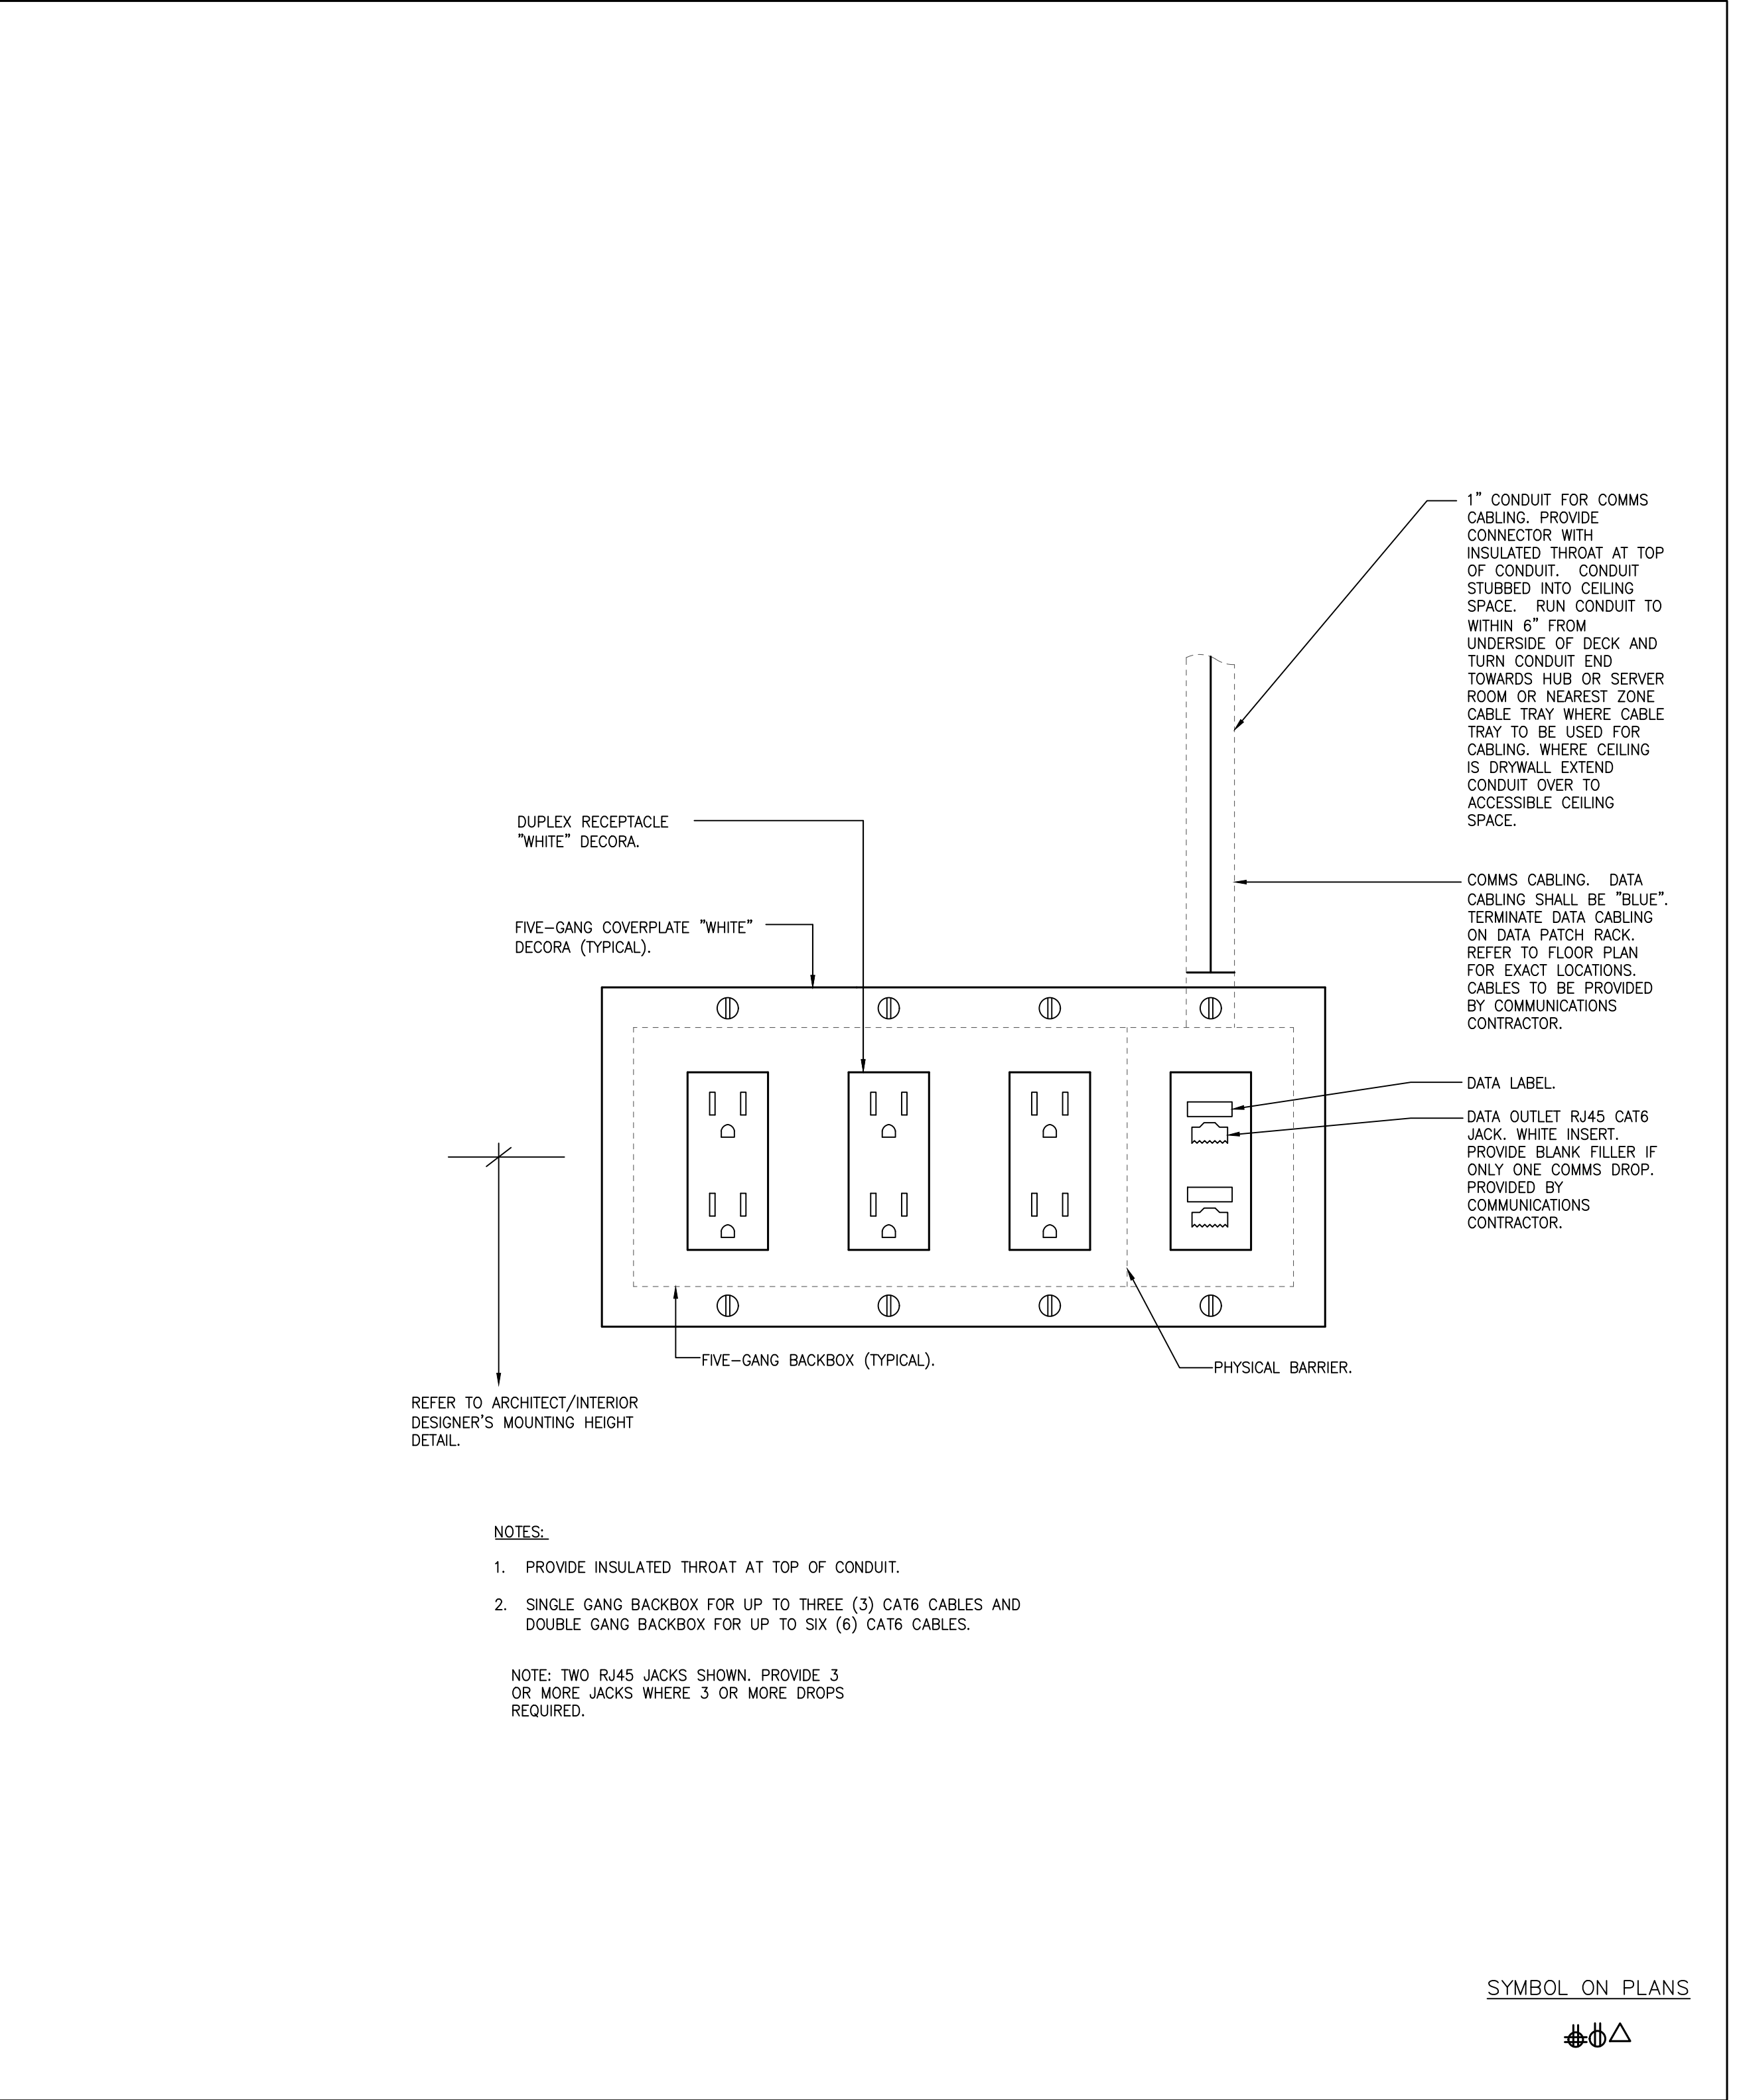 1" CONDUIT FOR COMMS
CABLING. PROVIDE
CONNECTOR WITH
INSULATED THROAT AT TOP
OF CONDUIT. CONDUIT
STUBBED INTO CEILING
SPACE. RUN CONDUIT TO
WITHIN 6" FROM
UNDERSIDE OF DECK AND
TURN CONDUIT END
TOWARDS HUB OR SERVER
ROOM OR NEAREST ZONE
CABLE TRAY WHERE CABLE
TRAY TO BE USED FOR
CABLING. WHERE CEILING
IS DRYWALL EXTEND
CONDUIT OVER TO
ACCESSIBLE CEILING
SPACE.
DUPLEX RECEPTACLE
"WHITE" DECORA.
FIVE-GANG COVERPLATE "WHITE"
DECORA (TYPICAL).
COMMS CABLING. DATA
CABLING SHALL BE "BLUE".
TERMINATE DATA CABLING
ON DATA PATCH RACK.
REFER TO FLOOR PLAN
FOR EXACT LOCATIONS.
CABLES TO BE PROVIDED
BY COMMUNICATIONS
CONTRACTOR.
DATA LABEL.
DATA OUTLET RJ45 CAT6
JACK. WHITE INSERT.
PROVIDE BLANK FILLER IF
ONLY ONE COMMS DROP.
PROVIDED BY
COMMUNICATIONS
CONTRACTOR.
FIVE-GANG BACKBOX (TYPICAL).
PHYSICAL BARRIER.
REFER TO ARCHITECT/INTERIOR
DESIGNER'S MOUNTING HEIGHT
DETAIL.
NOTES:
1. PROVIDE INSULATED THROAT AT TOP OF CONDUIT.
2. SINGLE GANG BACKBOX FOR UP TO THREE (3) CAT6 CABLES AND
DOUBLE GANG BACKBOX FOR UP TO SIX (6) CAT6 CABLES.
NOTE: TWO RJ45 JACKS SHOWN. PROVIDE 3
OR MORE JACKS WHERE 3 OR MORE DROPS
REQUIRED.
SYMBOL ON PLANS